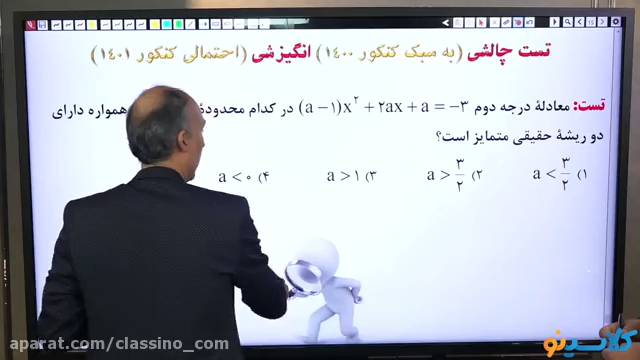 تست چالشی (به سبک کنکور ۱۴۰۰) انگیزشی (احتمالی کنکور ۱۴۰۱)
تست: معادلهٔ درجه دوم (a−۱)x^۲ + ۲ax + a = −۳ در کدام محدودهٔ همواره دارای
دو ریشهٔ حقیقی متمایز است؟
۱) a < ۳/۲ ۲) a > ۳/۲ ۳) a > ۱ ۴) a < ۰
aparat.com/classino_com
کلاسینو